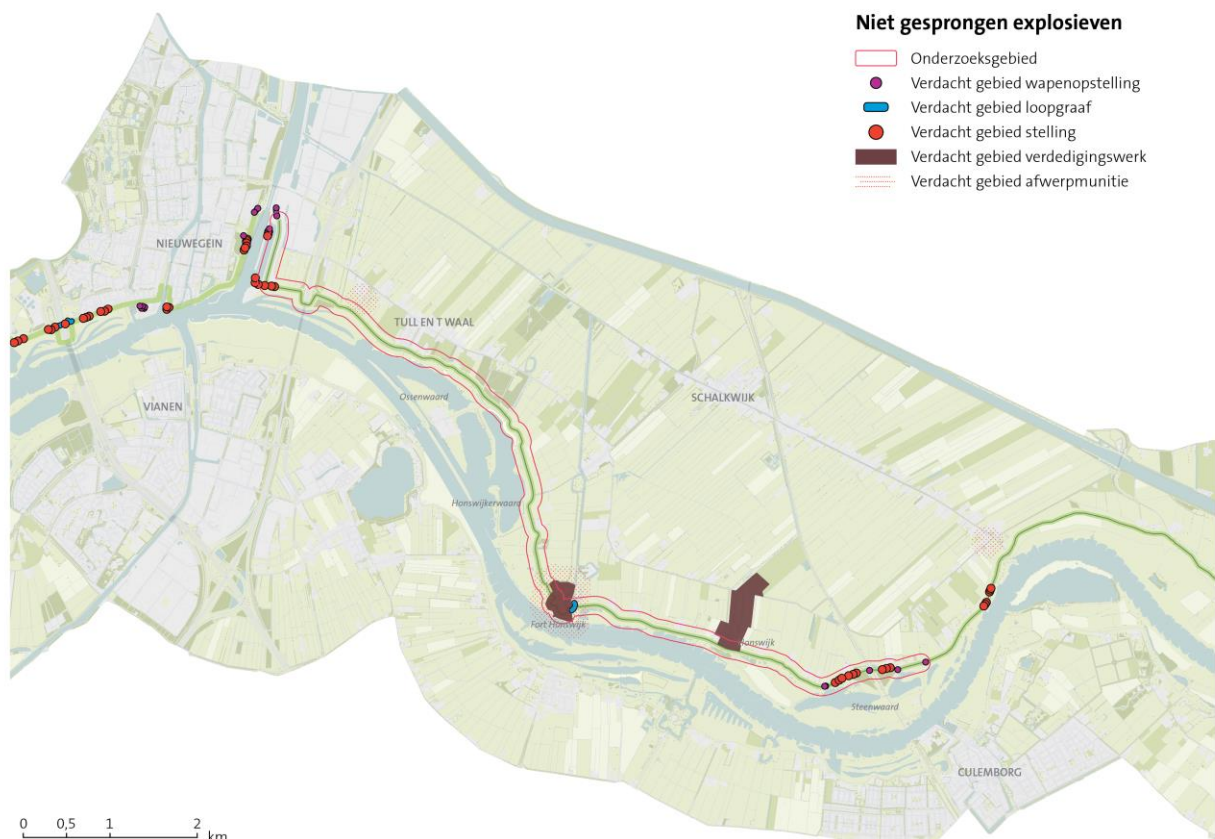 Niet gesprongen explosieven
Onderzoeksgebied
Verdacht gebied wapenopstelling
Verdacht gebied loopgraaf
Verdacht gebied stelling
Verdacht gebied verdedigingswerk
Verdacht gebied afwerpmunitie
NIEUWEGEIN
TULL EN T WAAL
VIANEN
Ossenwaard
SCHALKWIJK
Honswijkerwaard
Fort Honswijk
Honswijk
Steenwaard
CULEMBORG
0 0,5 1 2
km